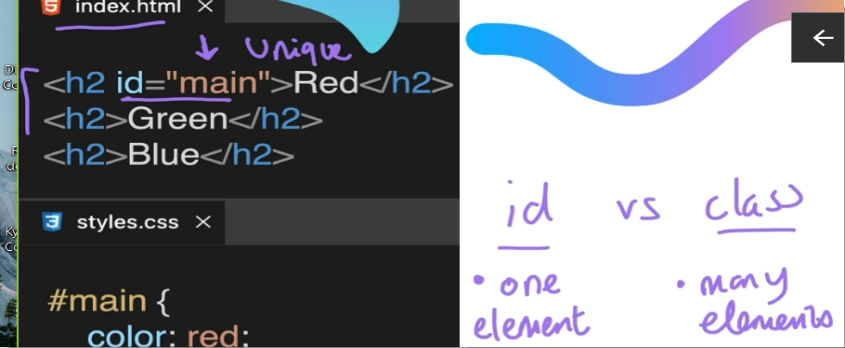 index.html ×
unique
<h2 id="main">Red</h2>
<h2>Green</h2>
<h2>Blue</h2>
styles.css ×
#main {
color: red;
id vs class
• one element
• many elements